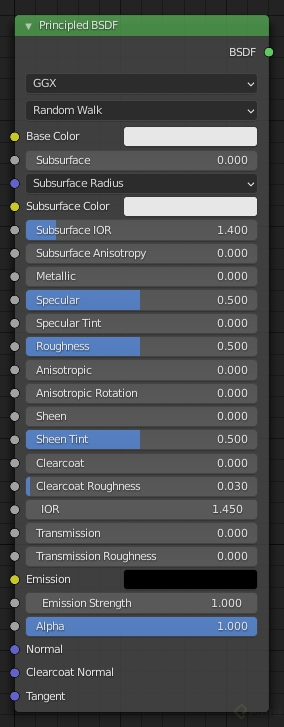 Principled BSDF
BSDF
GGX
Random Walk
Base Color
Subsurface 0.000
Subsurface Radius
Subsurface Color
Subsurface IOR 1.400
Subsurface Anisotropy 0.000
Metallic 0.000
Specular 0.500
Specular Tint 0.000
Roughness 0.500
Anisotropic 0.000
Anisotropic Rotation 0.000
Sheen 0.000
Sheen Tint 0.500
Clearcoat 0.000
Clearcoat Roughness 0.030
IOR 1.450
Transmission 0.000
Transmission Roughness 0.000
Emission
Emission Strength 1.000
Alpha 1.000
Normal
Clearcoat Normal
Tangent